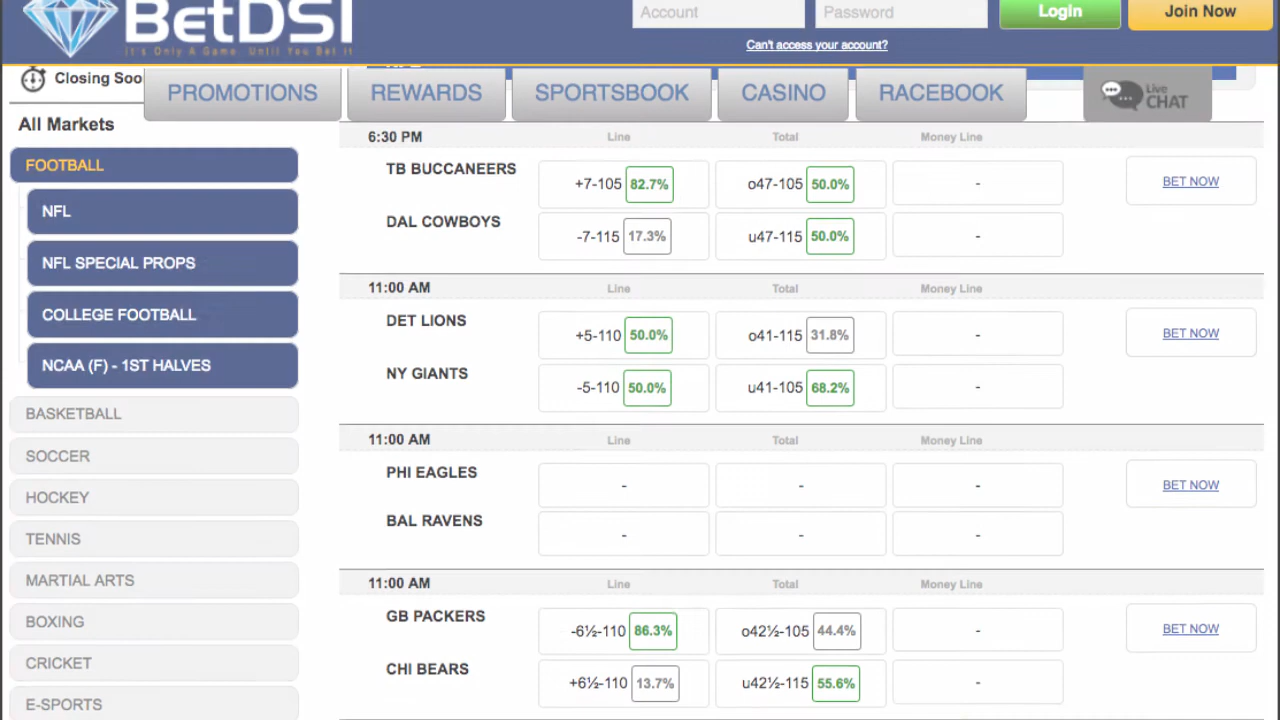 BetDSI
It's Only A Game. Until You Bet It
Account
Password
Login
Join Now
Can't access your account?
Closing Soo
PROMOTIONS
REWARDS
SPORTSBOOK
CASINO
RACEBOOK
Live
CHAT
All Markets
FOOTBALL
NFL
NFL SPECIAL PROPS
COLLEGE FOOTBALL
NCAA (F) - 1ST HALVES
BASKETBALL
SOCCER
HOCKEY
TENNIS
MARTIAL ARTS
BOXING
CRICKET
E-SPORTS
6:30 PM Line Total Money Line
TB BUCCANEERS +7-105 82.7% o47-105 50.0% - BET NOW
DAL COWBOYS -7-115 17.3% u47-115 50.0% -
11:00 AM Line Total Money Line
DET LIONS +5-110 50.0% o41-115 31.8% - BET NOW
NY GIANTS -5-110 50.0% u41-105 68.2% -
11:00 AM Line Total Money Line
PHI EAGLES - - - BET NOW
BAL RAVENS - - -
11:00 AM Line Total Money Line
GB PACKERS -6½-110 86.3% o42½-105 44.4% - BET NOW
CHI BEARS +6½-110 13.7% u42½-115 55.6% -